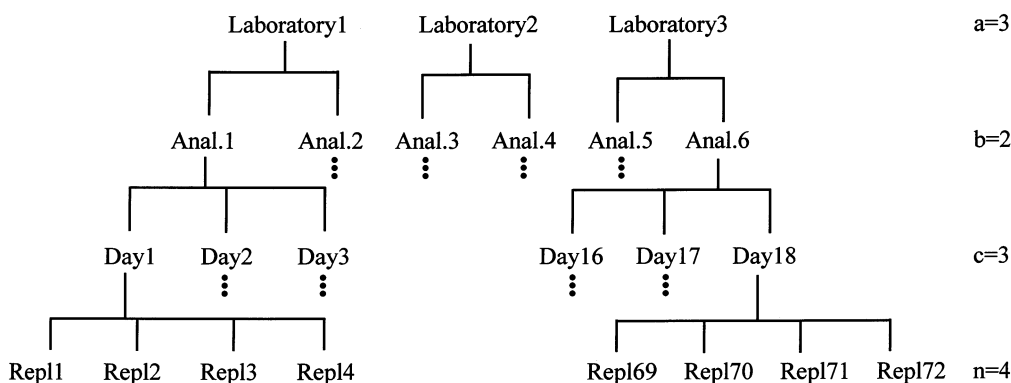 Laboratory1 Laboratory2 Laboratory3 a=3
Anal.1 Anal.2 Anal.3 Anal.4 Anal.5 Anal.6 b=2
Day1 Day2 Day3 Day16 Day17 Day18 c=3
Repl1 Repl2 Repl3 Repl4 Repl69 Repl70 Repl71 Repl72 n=4